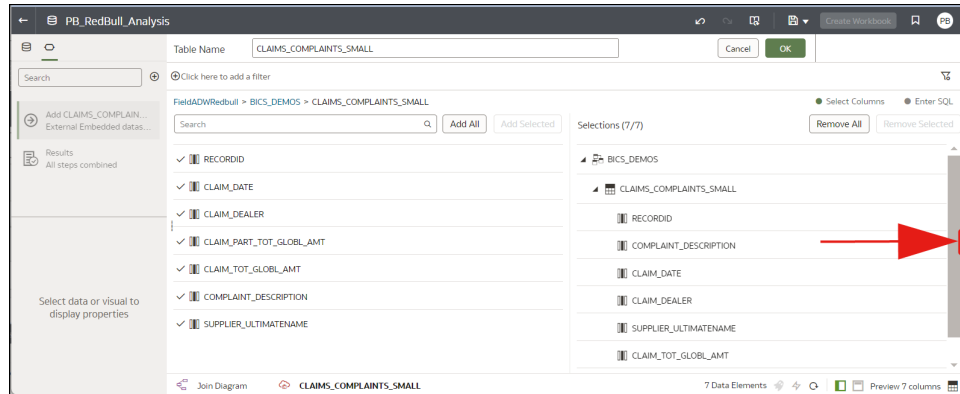 PB_RedBull_Analysis
Create Workbook
PB
Table Name
CLAIMS_COMPLAINTS_SMALL
Cancel
OK
Search
Click here to add a filter
Add CLAIMS_COMPLAIN...
External Embedded datas...
Results
All steps combined
Select data or visual to
display properties
FieldADWRedbull > BICS_DEMOS > CLAIMS_COMPLAINTS_SMALL
Select Columns
Enter SQL
Search
Add All
Add Selected
Selections (7/7)
Remove All
Remove Selected
RECORDID
CLAIM_DATE
CLAIM_DEALER
CLAIM_PART_TOT_GLOBL_AMT
CLAIM_TOT_GLOBL_AMT
COMPLAINT_DESCRIPTION
SUPPLIER_ULTIMATENAME
BICS_DEMOS
CLAIMS_COMPLAINTS_SMALL
RECORDID
COMPLAINT_DESCRIPTION
CLAIM_DATE
CLAIM_DEALER
SUPPLIER_ULTIMATENAME
CLAIM_TOT_GLOBL_AMT
Join Diagram
CLAIMS_COMPLAINTS_SMALL
7 Data Elements
Preview 7 columns